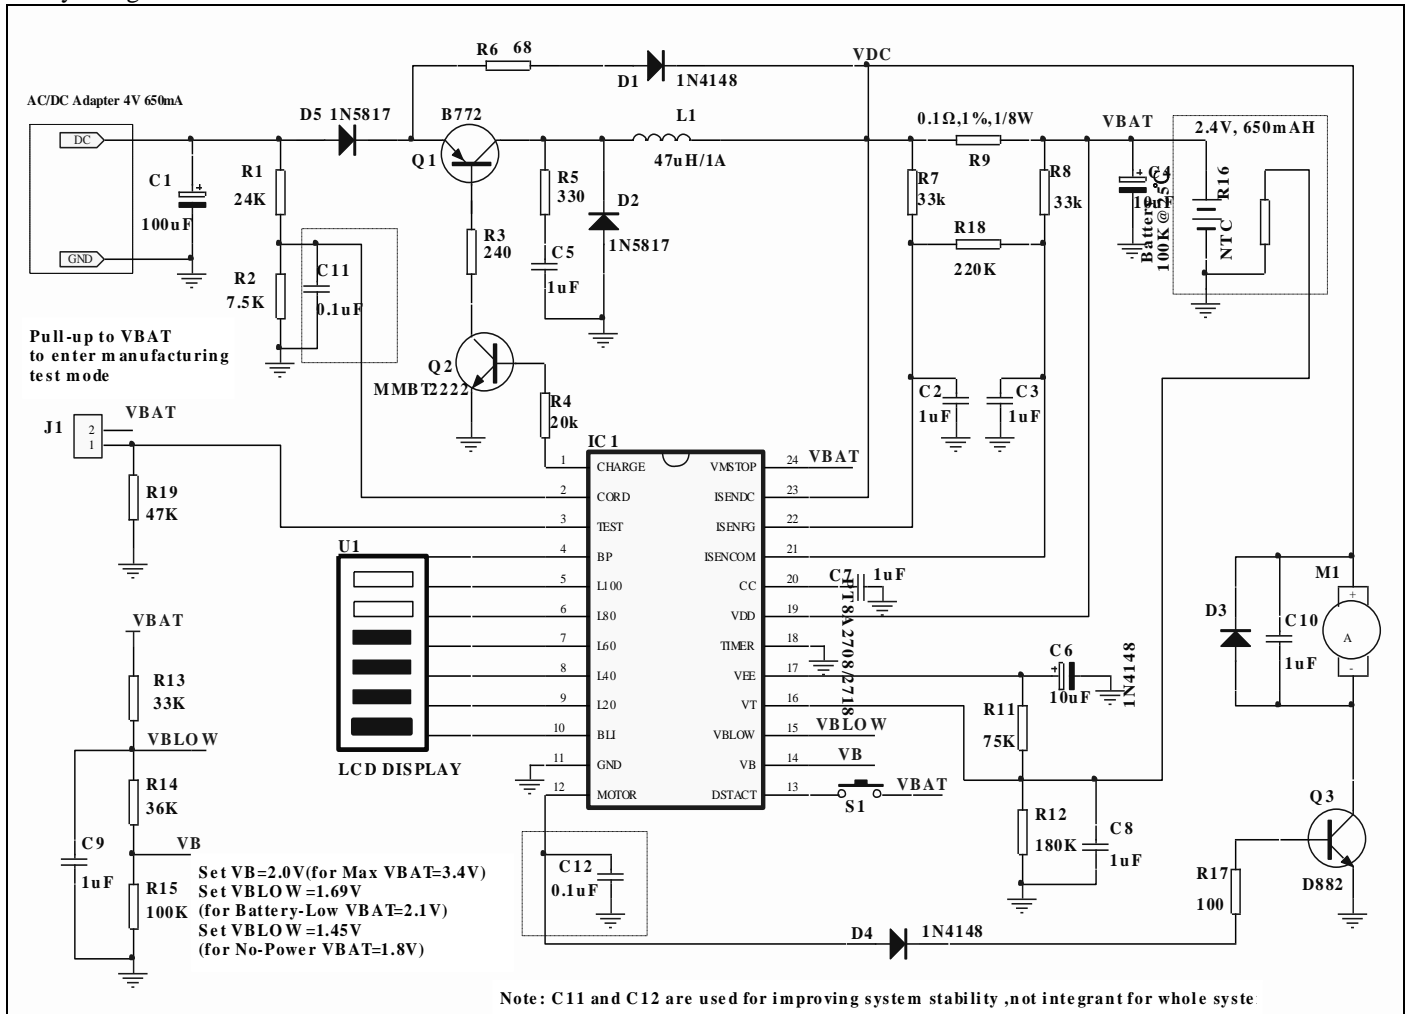 R6 68
VDC
D1 1N4148
AC/DC Adapter 4V 650mA
D5 1N5817
B772
L1
0.1Ω,1%,1/8W
VBAT
2.4V, 650mAH
DC
Q1
47uH/1A
R9
C1
100uF
R1
24K
R5
330
D2
1N5817
R7
33k
R8
33k
C4
10uF
R16
NTC
100K@25°C
R3
240
R18
220K
GND
R2
7.5K
C11
0.1uF
C5
1uF
Pull-up to VBAT
to enter manufacturing
test mode
Q2
MMBT2222
R4
20k
C2
1uF
C3
1uF
J1
VBAT
2
1
IC1
1 CHARGE
2 CORD
3 TEST
4 BP
5 L100
6 L80
7 L60
8 L40
9 L20
10 BLI
11 GND
12 MOTOR
VMSTOP 24 VBAT
ISENDC 23
ISENFG 22
ISENCOM 21
CC 20
VDD 19
TIMER 18
VEE 17
VT 16
VBLOW 15 VBLOW
VB 14 VB
DSTACT 13
S1
VBAT
PT8A2708/2718
C7 1uF
R19
47K
U1
LCD DISPLAY
C6
10uF
1N4148
D3
C10
1uF
M1
+
A
-
R11
75K
R12
180K
C8
1uF
VBAT
R13
33K
VBLOW
R14
36K
C9
1uF
VB
R15
100K
Set VB=2.0V(for Max VBAT=3.4V)
Set VBLOW=1.69V
(for Battery-Low VBAT=2.1V)
Set VBLOW=1.45V
(for No-Power VBAT=1.8V)
C12
0.1uF
Q3
D882
R17
100
D4 1N4148
Note: C11 and C12 are used for improving system stability ,not integrant for whole syste